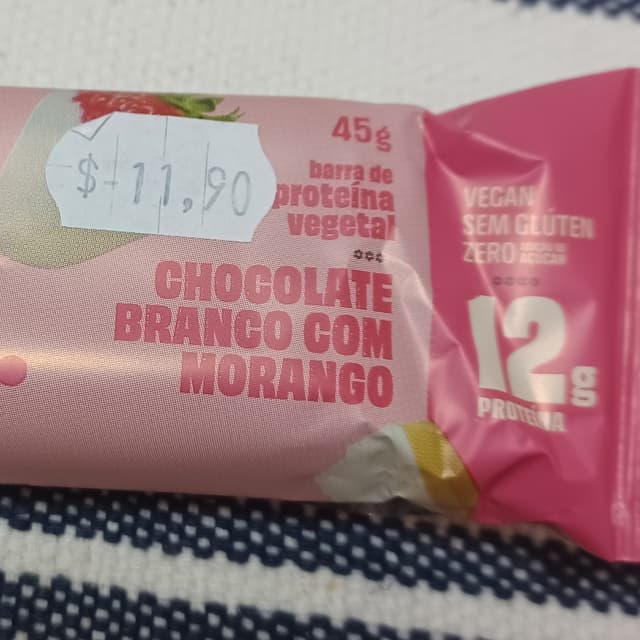 $ 11,90
45g
barra de
proteína
vegetal
CHOCOLATE
BRANCO COM
MORANGO
VEGAN
SEM GLÚTEN
ZERO
12g
PROTEÍNA